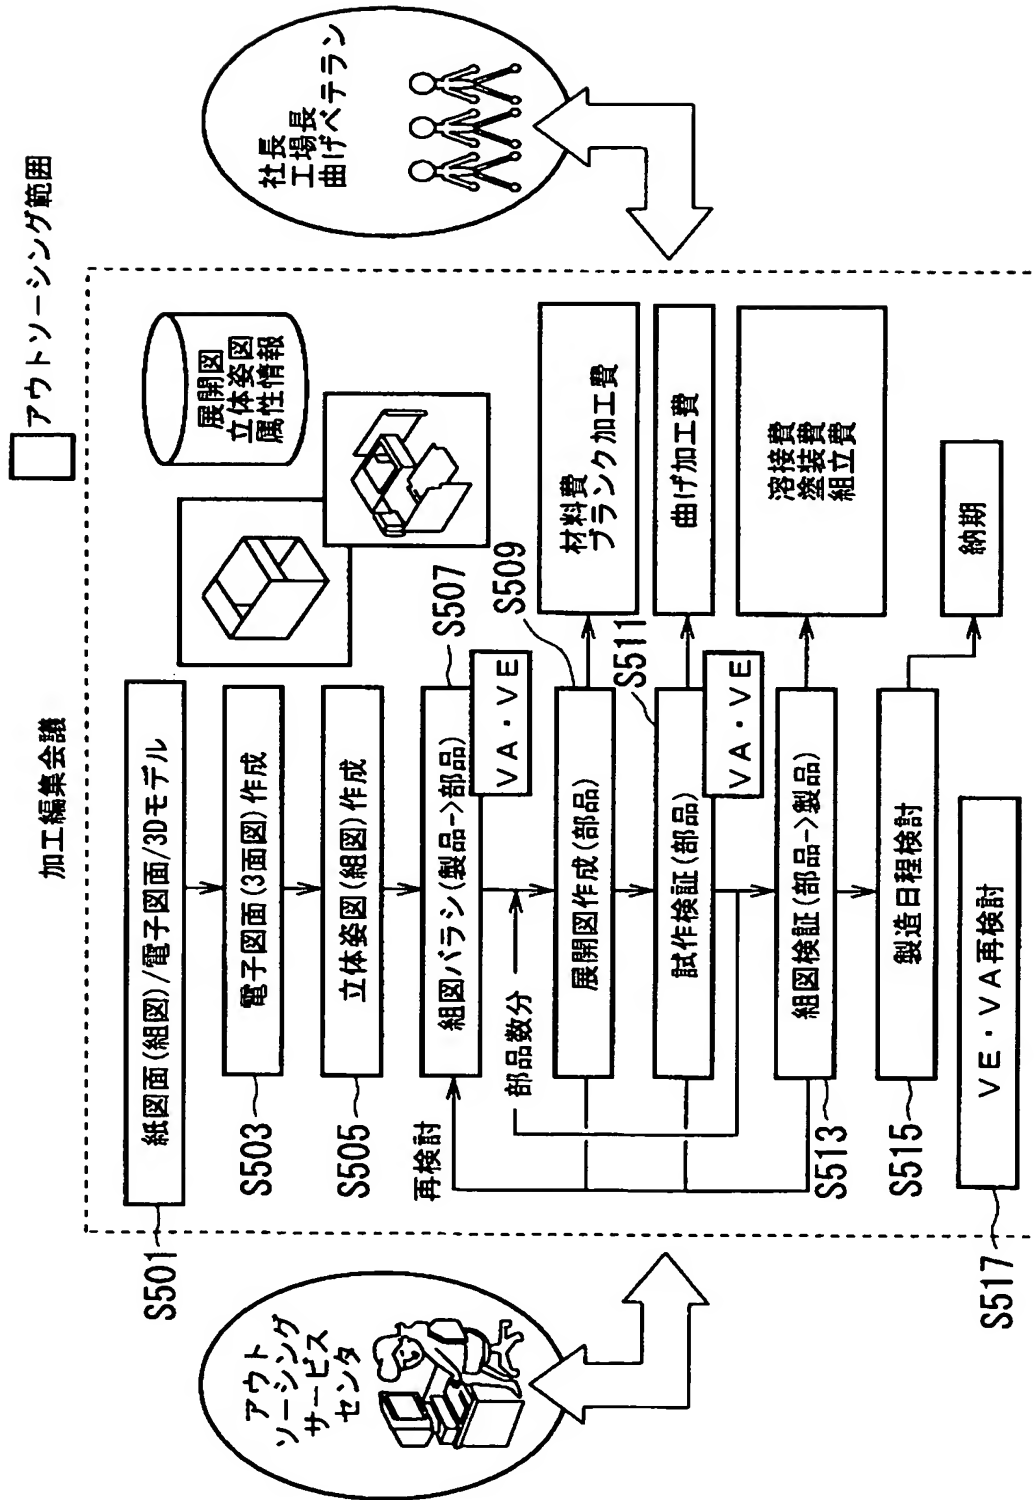 加工編集会議
アウトソーシング範囲
アウト
ソーシング
サービス
センタ
社長
工場長
曲げベテラン
展開図
立体姿図
属性情報
S501
紙図面(組図)/電子図面/3Dモデル
S503
電子図面(3面図)作成
S505
立体姿図(組図)作成
再検討
組図バラシ(製品->部品)
S507
VA・VE
部品数分
展開図作成(部品)
S509
材料費
ブランク加工費
試作検証(部品)
S511
VA・VE
曲げ加工費
S513
組図検証(部品->製品)
溶接費
塗装費
組立費
S515
製造日程検討
納期
S517
VE・VA再検討